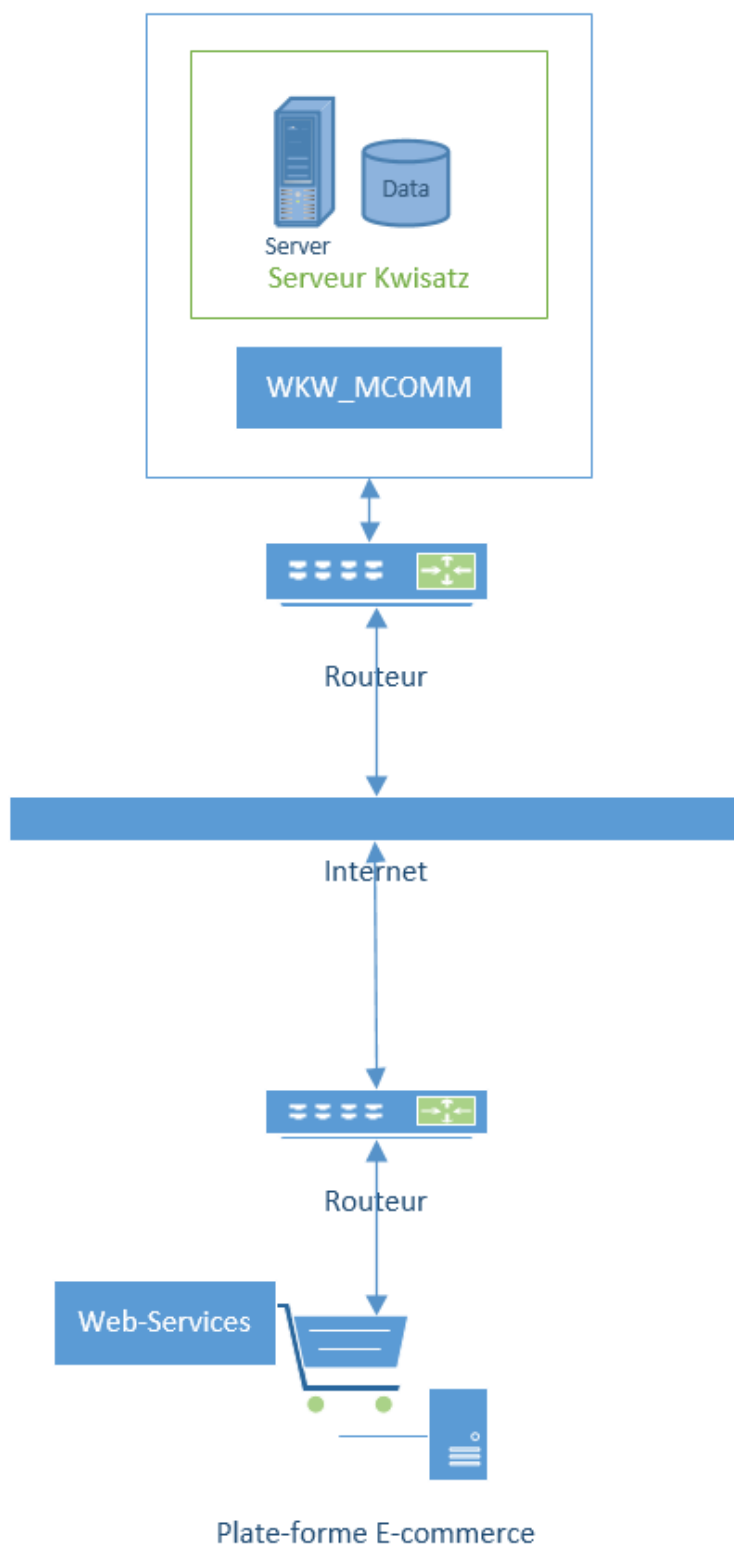 Data
Server
Serveur Kwisatz
WKW_MCOMM
Routeur
Internet
Routeur
Web-Services
Plate-forme E-commerce